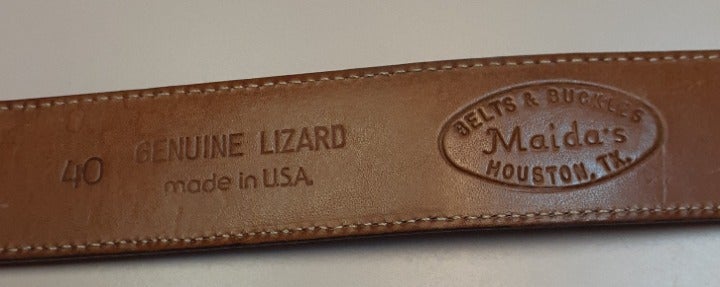 40
GENUINE LIZARD
made in U.S.A.
BELTS & BUCKLES
Maida's
HOUSTON, TX.